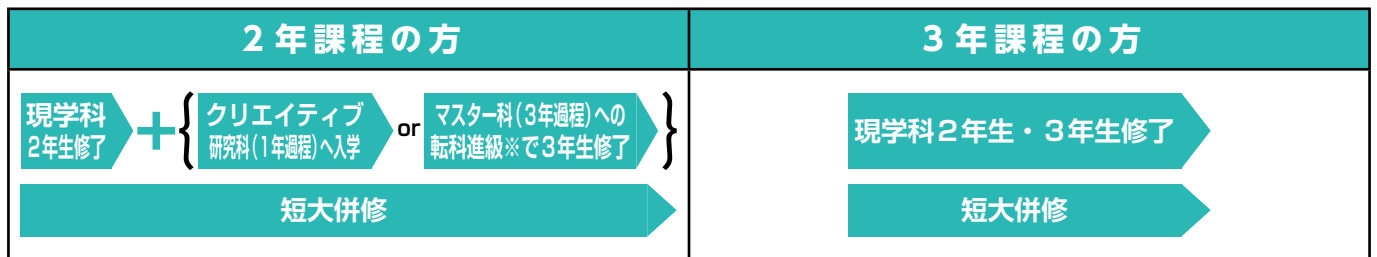 2年課程の方
現学科
2年生修了
+
{
クリエイティブ
研究科(1年過程)へ入学
or
マスター科(3年過程)への
転科進級※で3年生修了
}
短大併修
3年課程の方
現学科2年生・3年生修了
短大併修